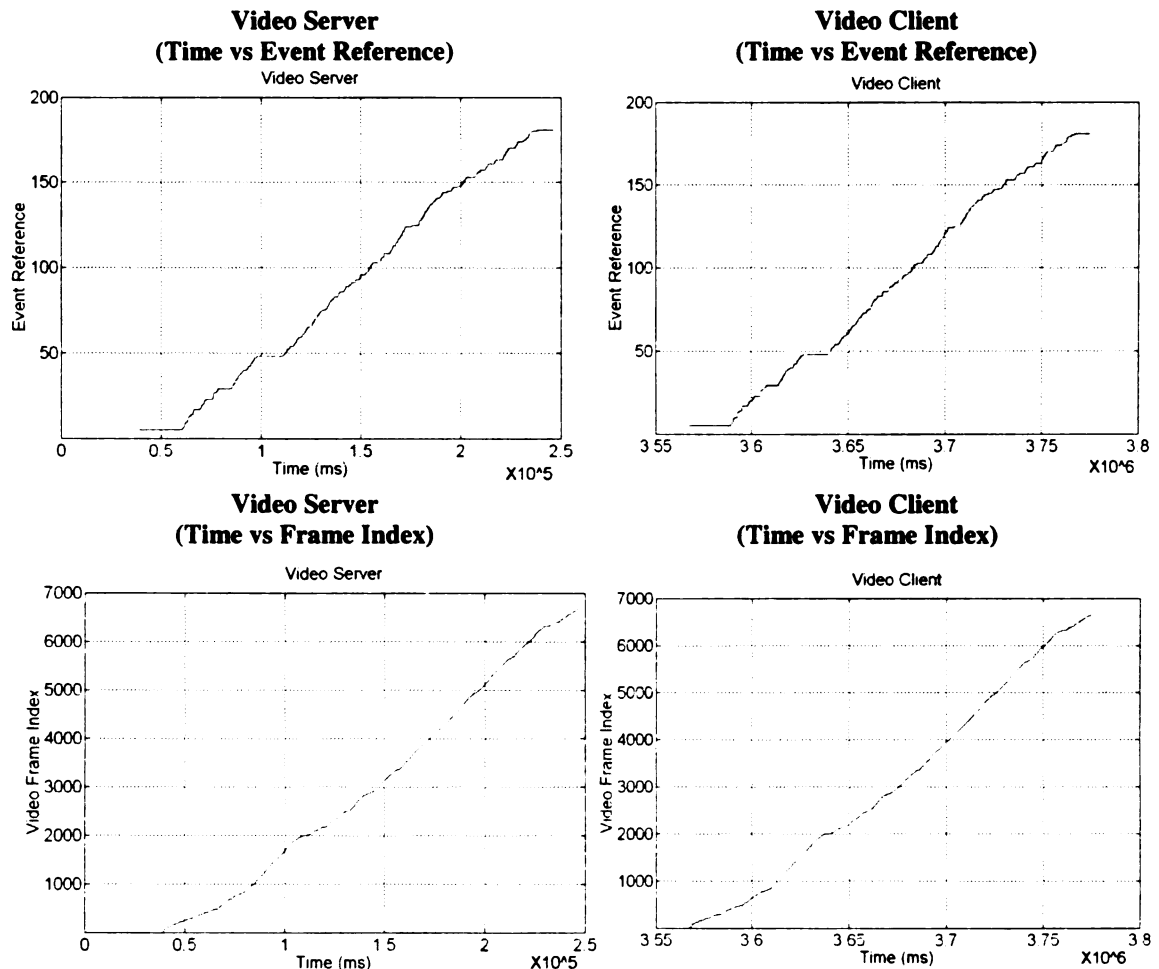 Video Server
(Time vs Event Reference)
Video Server
200
150
100
50
Event Reference
0 0.5 1 1.5 2 2.5
Time (ms)
X10^5
Video Client
(Time vs Event Reference)
Video Client
200
150
100
50
Event Reference
3.55 3.6 3.65 3.7 3.75 3.8
Time (ms)
X10^6
Video Server
(Time vs Frame Index)
Video Server
7000
6000
5000
4000
3000
2000
1000
Video Frame Index
0 0.5 1 1.5 2 2.5
Time (ms)
X10^5
Video Client
(Time vs Frame Index)
Video Client
7000
6000
5000
4000
3000
2000
1000
Video Frame Index
3.55 3.6 3.65 3.7 3.75 3.8
Time (ms)
X10^6